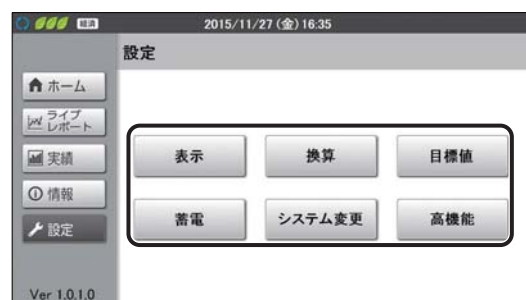 経済 2015/11/27(金)16:35
設定
ホーム
ライブ
レポート
実績
情報
設定
表示 換算 目標値
蓄電 システム変更 高機能
Ver 1.0.1.0